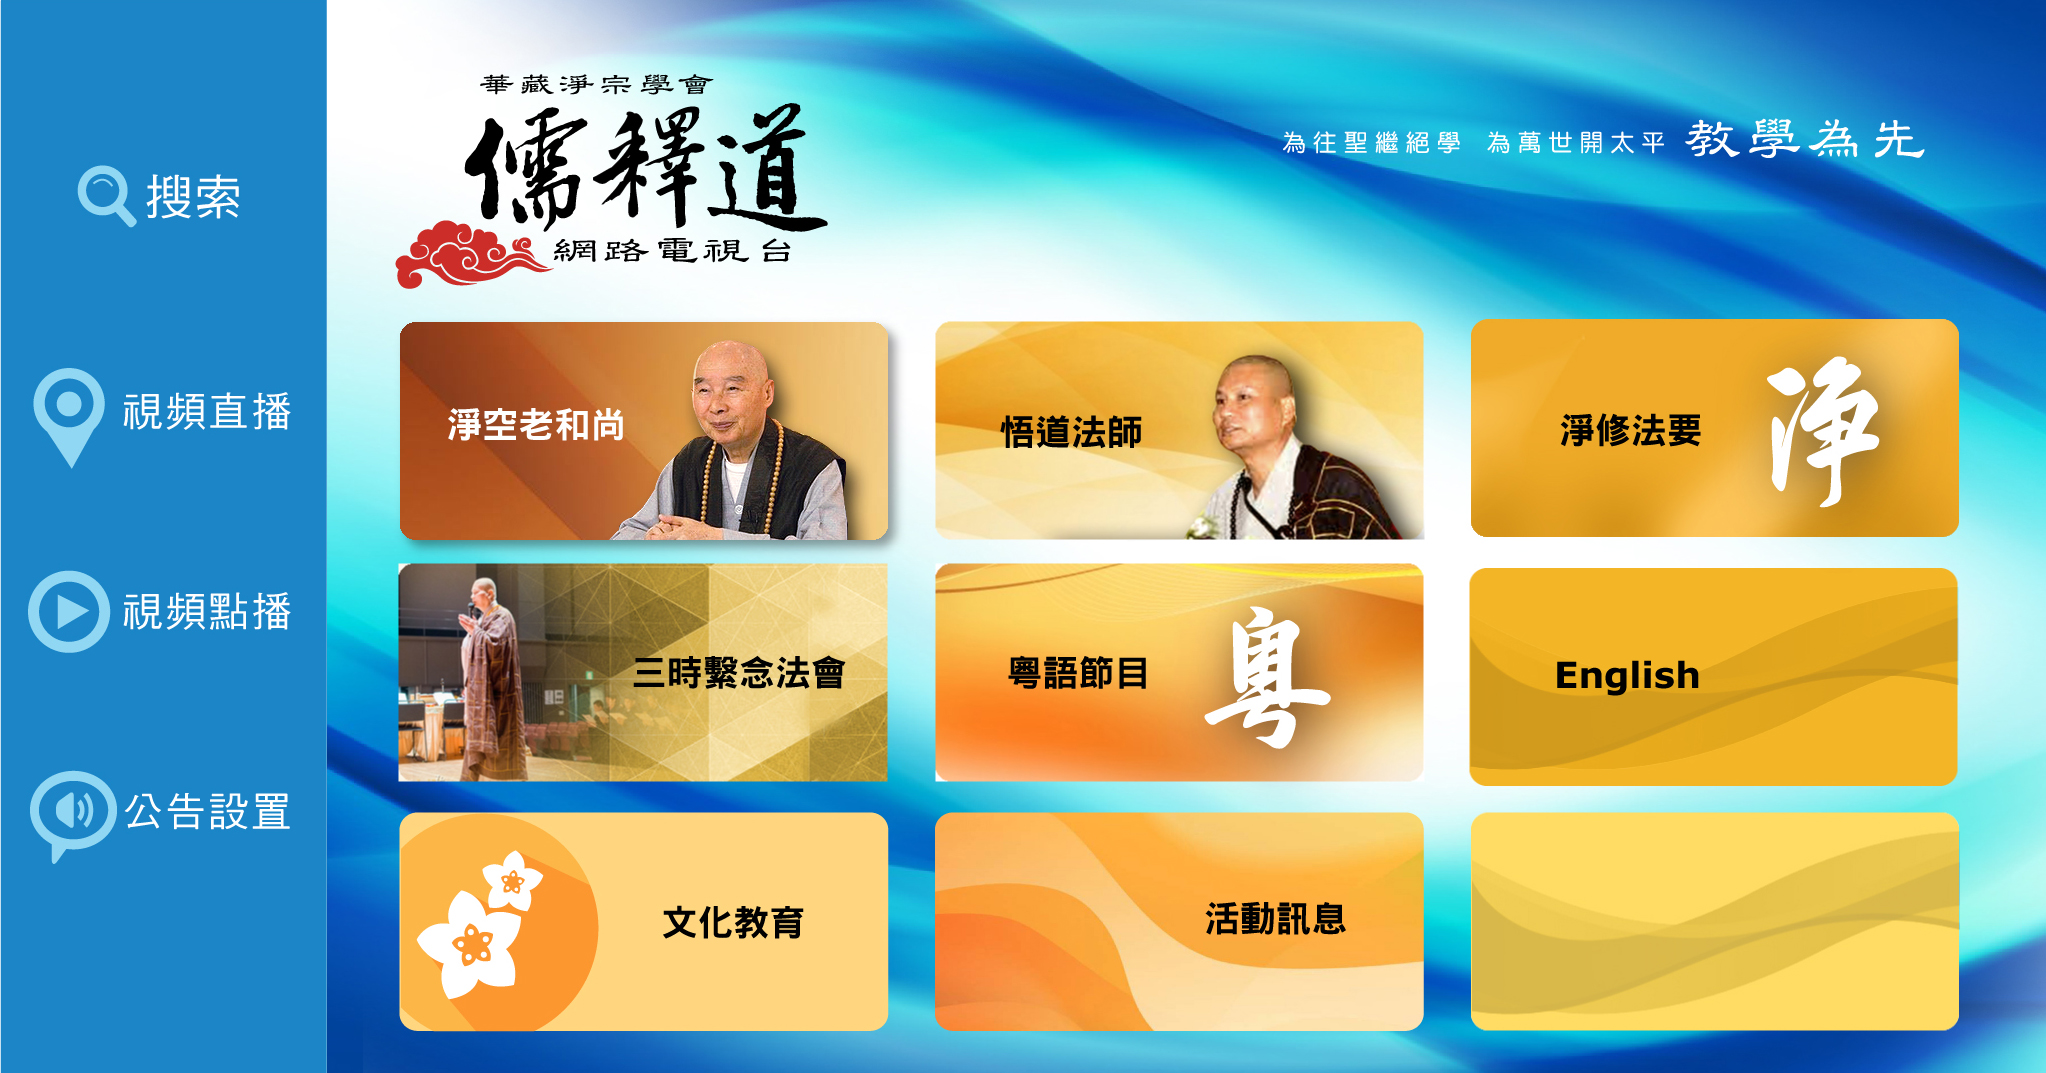 搜索
視頻直播
視頻點播
公告設置
華藏淨宗學會
儒釋道
網路電視台
為往聖繼絕學 為萬世開太平 教學為先
淨空老和尚
悟道法師
淨修法要
净
三時繫念法會
粵語節目
粵
English
文化教育
活動訊息